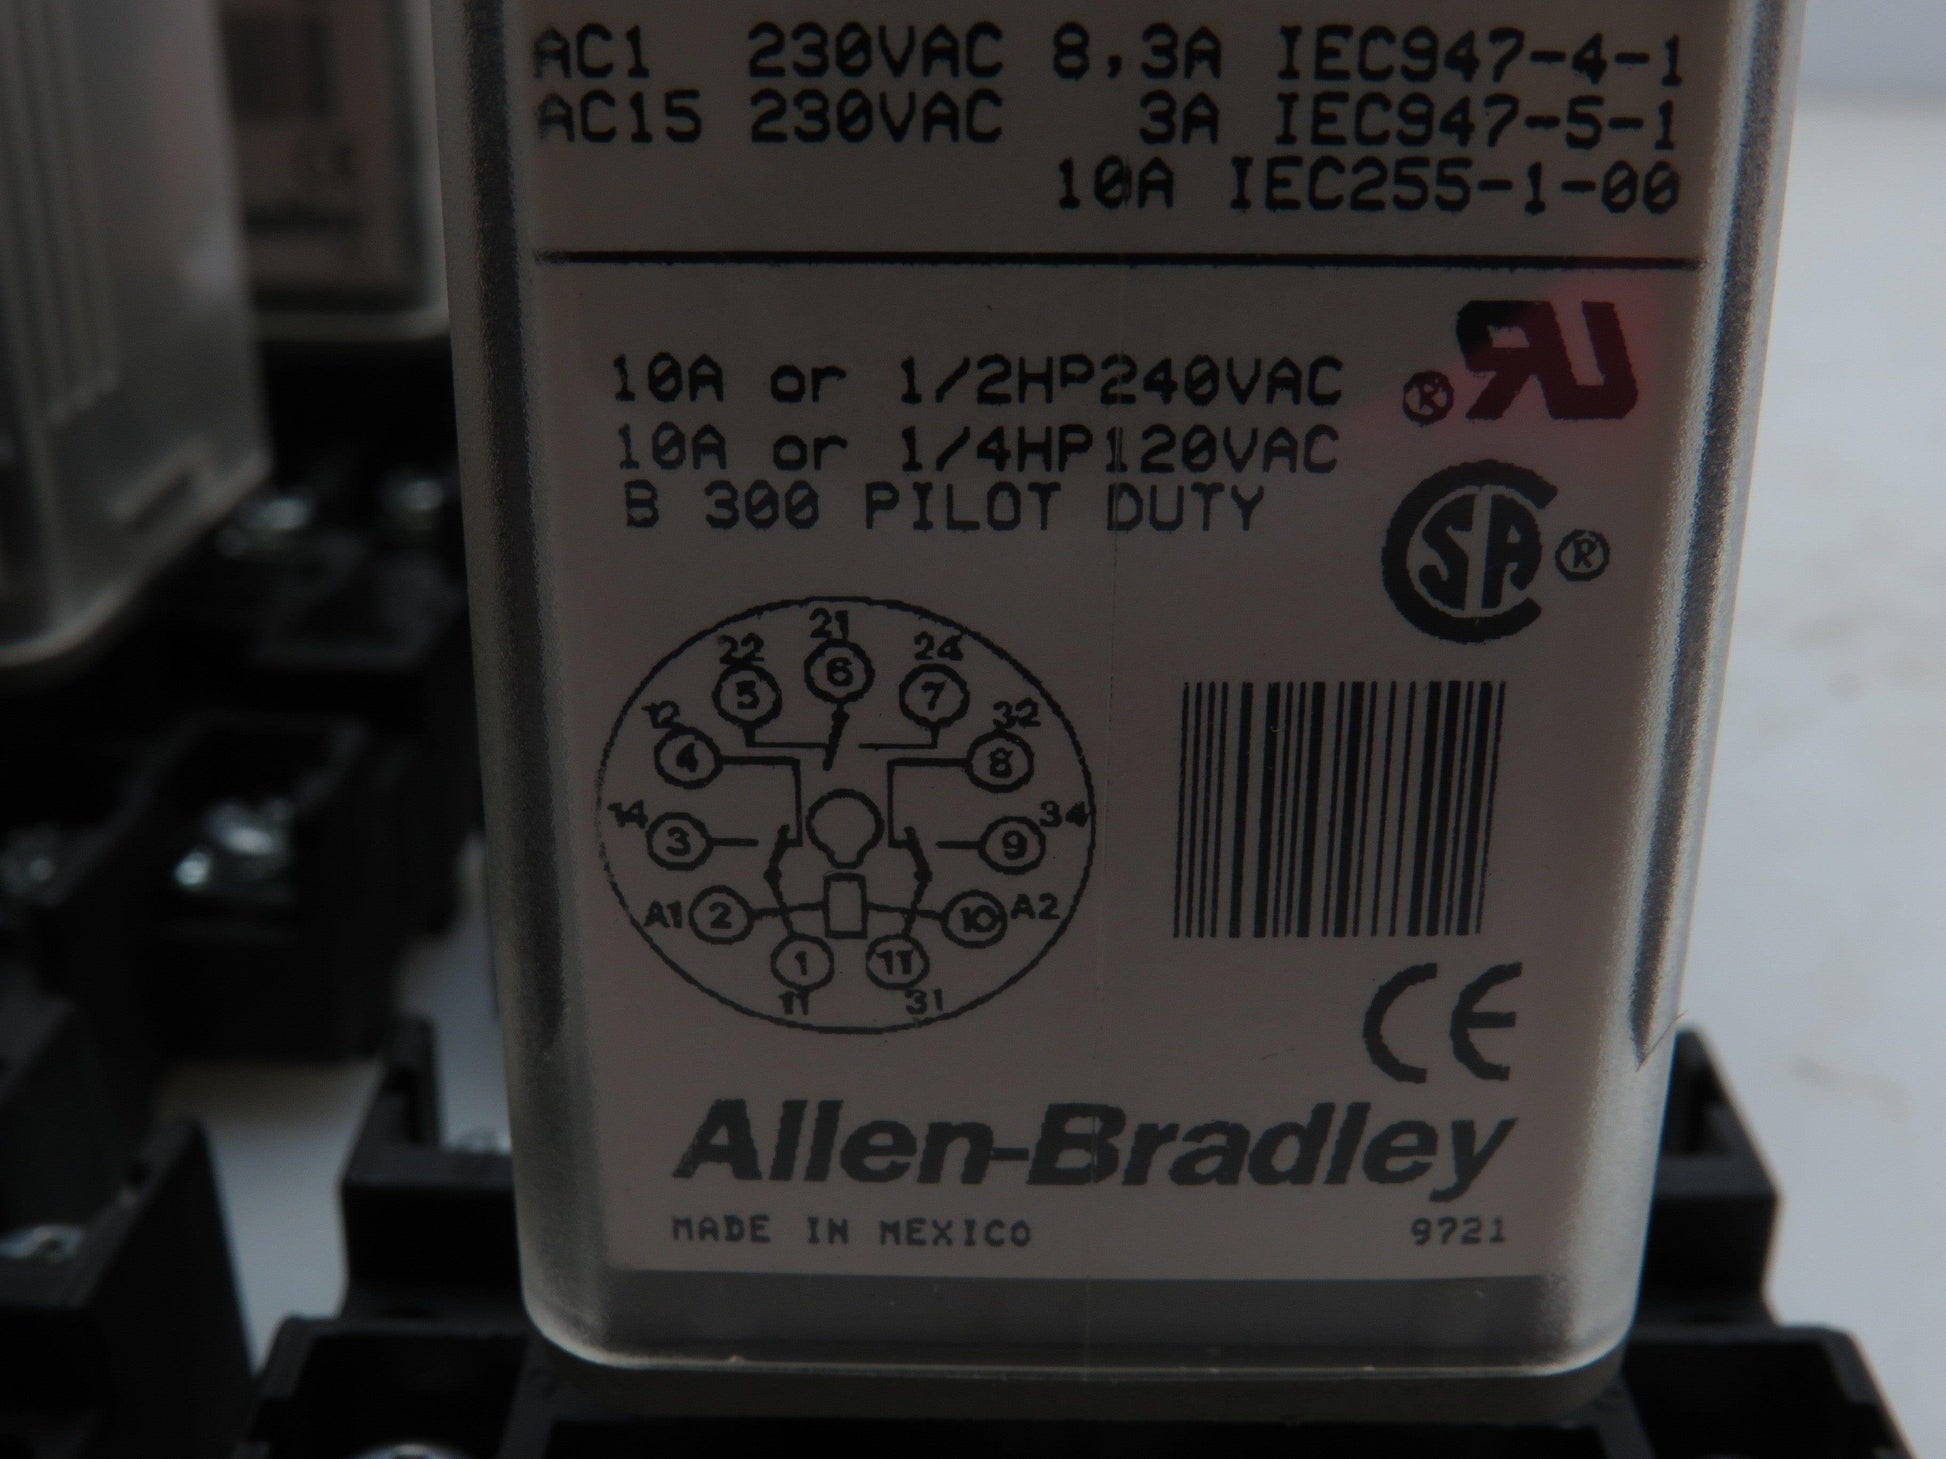 AC1 230VAC 8,3A IEC947-4-1
AC15 230VAC 3A IEC947-5-1
10A IEC255-1-00
10A or 1/2HP240VAC
10A or 1/4HP120VAC
B 300 PILOT DUTY
RU ®
CSA ®
21
22 24
6
5 7
12 32
4 8
14 34
3 9
A1 2 10 A2
1 11
11 31
CE
Allen-Bradley
MADE IN MEXICO 9721